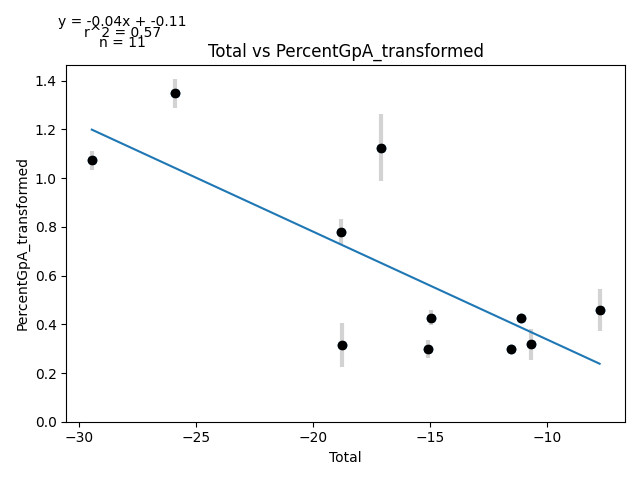 y = -0.04x + -0.11
r^2 = 0.57
n = 11
Total vs PercentGpA_transformed
PercentGpA_transformed
1.4
1.2
1.0
0.8
0.6
0.4
0.2
0.0
−30 −25 −20 −15 −10
Total